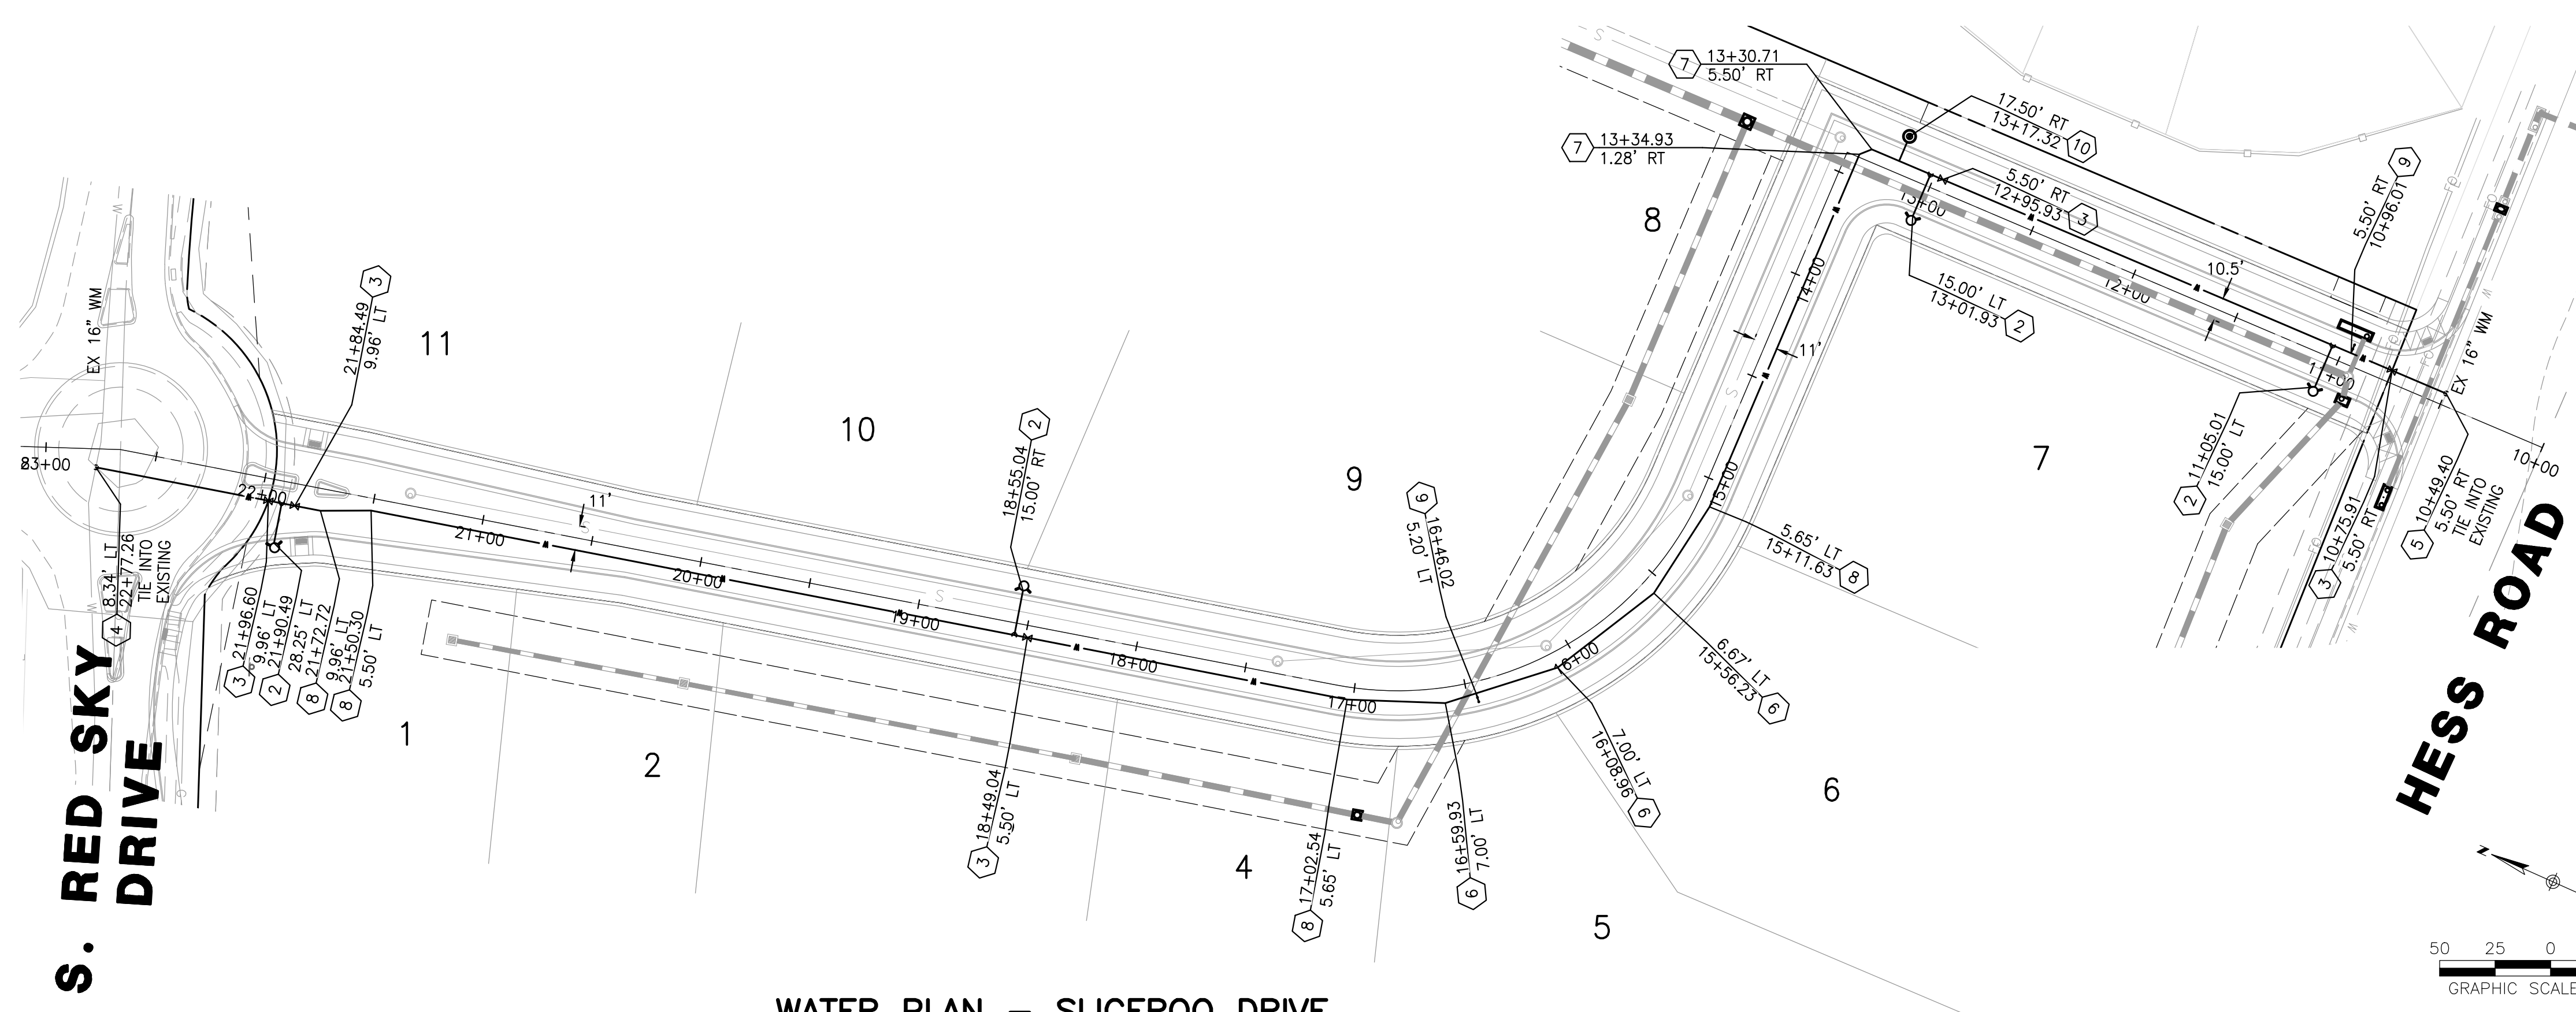 7
13+30.71
5.50' RT
7
13+34.93
1.28' RT
17.50' RT
13+17.32
10
5.50' RT
12+95.93
3
9
5.50' RT
10+96.01
8
13+00
10.5'
12+00
15.00' LT
13+01.93
2
14+00
11'
EX 16" WM
EX 16" WM
11+00
10+00
11
21+84.49
9.96' LT
3
10
18+55.04
15.00' RT
2
9
7
6
16+46.02
5.20' LT
11+05.01
15.00' LT
2
10+49.40
5.50' RT
TIE INTO
EXISTING
5
10+75.91
5.50' RT
3
23+00
22+00
11'
21+00
20+00
19+00
18+00
17+00
16+00
15+00
S
S
S
S
W
W
W
W
5.65' LT
15+11.63
8
6.67' LT
15+56.23
6
7.00' LT
16+08.96
6
8.34' LT
22+77.26
TIE INTO
EXISTING
4
21+96.60
9.96' LT
3
21+90.49
28.25' LT
2
21+72.72
9.96' LT
8
21+50.30
5.50' LT
8
1
2
4
5
6
18+49.04
5.50' LT
3
17+02.54
5.65' LT
8
16+59.93
7.00' LT
6
S. RED SKY
DRIVE
HESS ROAD
N
50 25 0
GRAPHIC SCALE
WATER PLAN – SLICEROO DRIVE